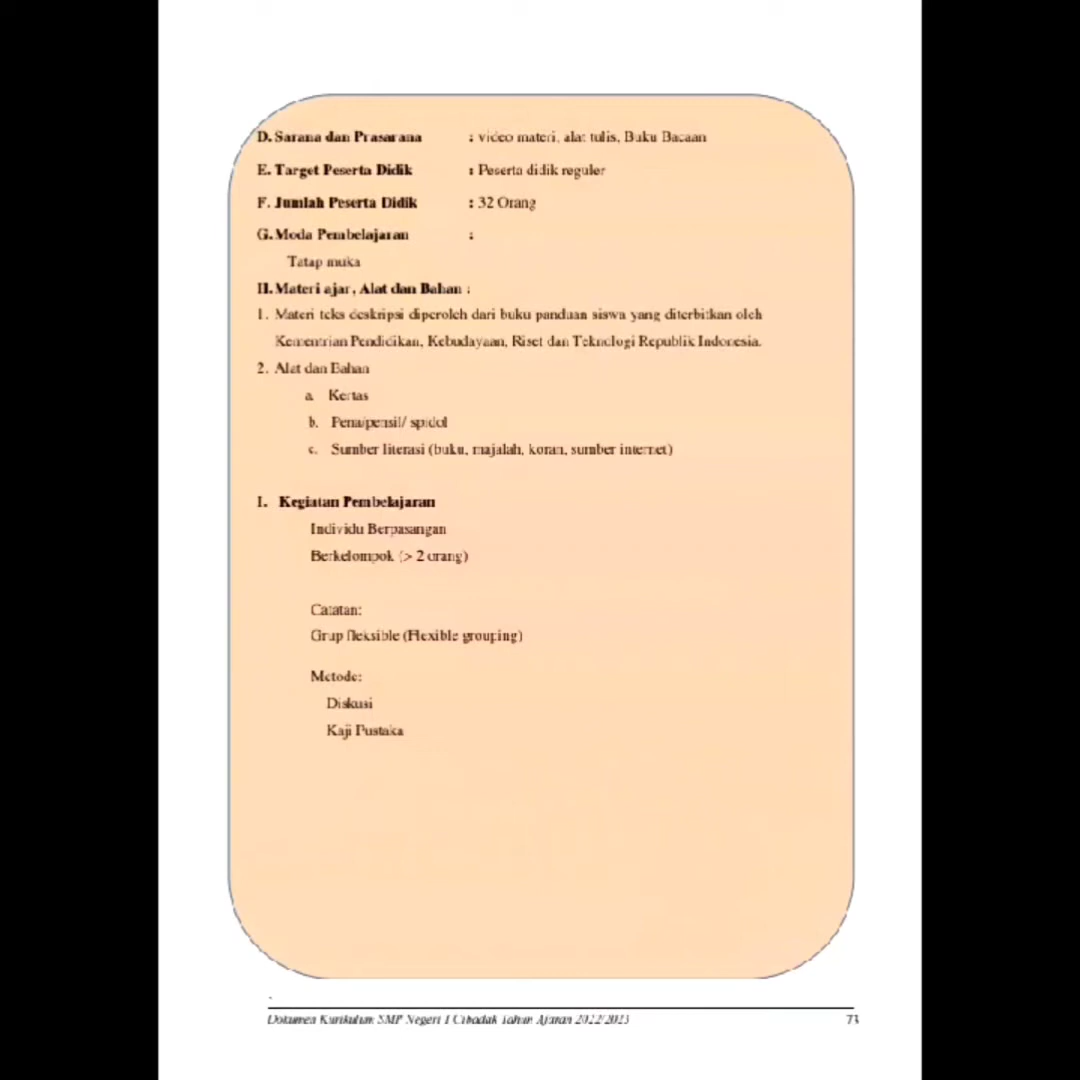 D. Sarana dan Prasarana : video materi, alat tulis, Buku Bacaan
E. Target Peserta Didik : Peserta didik reguler
F. Jumlah Peserta Didik : 32 Orang
G. Moda Pembelajaran :
Tatap muka
H. Materi ajar, Alat dan Bahan :
1. Materi teks deskripsi diperoleh dari buku panduan siswa yang diterbitkan oleh
Kementrian Pendidikan, Kebudayaan, Riset dan Teknologi Republik Indonesia.
2. Alat dan Bahan
a. Kertas
b. Pena/pensil/ spidol
c. Sumber literasi (buku, majalah, koran, sumber internet)
I. Kegiatan Pembelajaran
Individu Berpasangan
Berkelompok (> 2 orang)
Catatan:
Grup fleksible (Flexible grouping)
Metode:
Diskusi
Kaji Pustaka
Dokumen Kurikulum SMP Negeri 1 Cibadak Tahun Ajaran 2022/2023 73